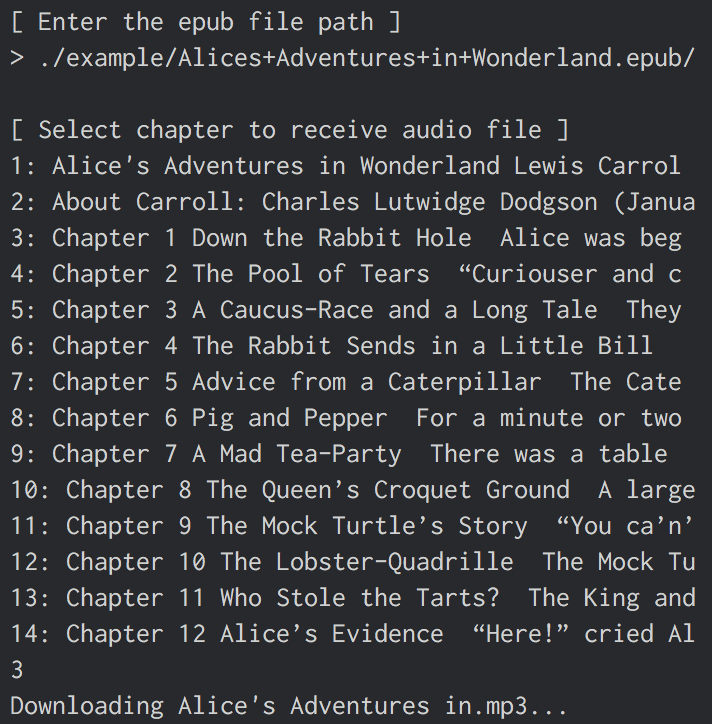 [ Enter the epub file path ]
> ./example/Alices+Adventures+in+Wonderland.epub/
[ Select chapter to receive audio file ]
1: Alice's Adventures in Wonderland Lewis Carrol
2: About Carroll: Charles Lutwidge Dodgson (Janua
3: Chapter 1 Down the Rabbit Hole  Alice was beg
4: Chapter 2 The Pool of Tears  “Curiouser and c
5: Chapter 3 A Caucus-Race and a Long Tale  They
6: Chapter 4 The Rabbit Sends in a Little Bill
7: Chapter 5 Advice from a Caterpillar  The Cate
8: Chapter 6 Pig and Pepper  For a minute or two
9: Chapter 7 A Mad Tea-Party  There was a table
10: Chapter 8 The Queen’s Croquet Ground  A large
11: Chapter 9 The Mock Turtle’s Story  “You ca’n’
12: Chapter 10 The Lobster-Quadrille  The Mock Tu
13: Chapter 11 Who Stole the Tarts?  The King and
14: Chapter 12 Alice’s Evidence  “Here!” cried Al
3
Downloading Alice's Adventures in.mp3...